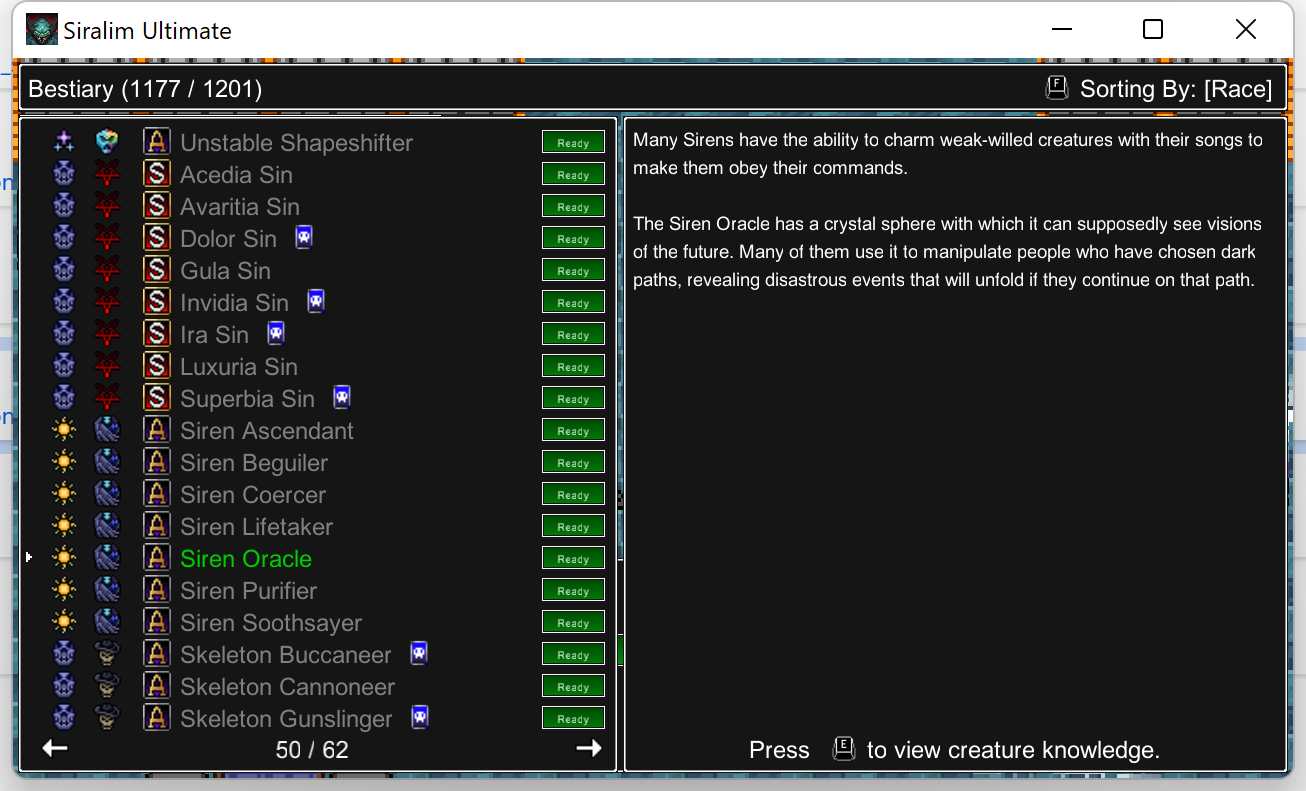 Siralim Ultimate
Bestiary (1177 / 1201)
F Sorting By: [Race]
A Unstable Shapeshifter Ready
S Acedia Sin Ready
S Avaritia Sin Ready
S Dolor Sin Ready
S Gula Sin Ready
S Invidia Sin Ready
S Ira Sin Ready
S Luxuria Sin Ready
S Superbia Sin Ready
A Siren Ascendant Ready
A Siren Beguiler Ready
A Siren Coercer Ready
A Siren Lifetaker Ready
A Siren Oracle Ready
A Siren Purifier Ready
A Siren Soothsayer Ready
A Skeleton Buccaneer Ready
A Skeleton Cannoneer Ready
A Skeleton Gunslinger Ready
50 / 62
Many Sirens have the ability to charm weak-willed creatures with their songs to
make them obey their commands.
The Siren Oracle has a crystal sphere with which it can supposedly see visions
of the future. Many of them use it to manipulate people who have chosen dark
paths, revealing disastrous events that will unfold if they continue on that path.
Press E to view creature knowledge.